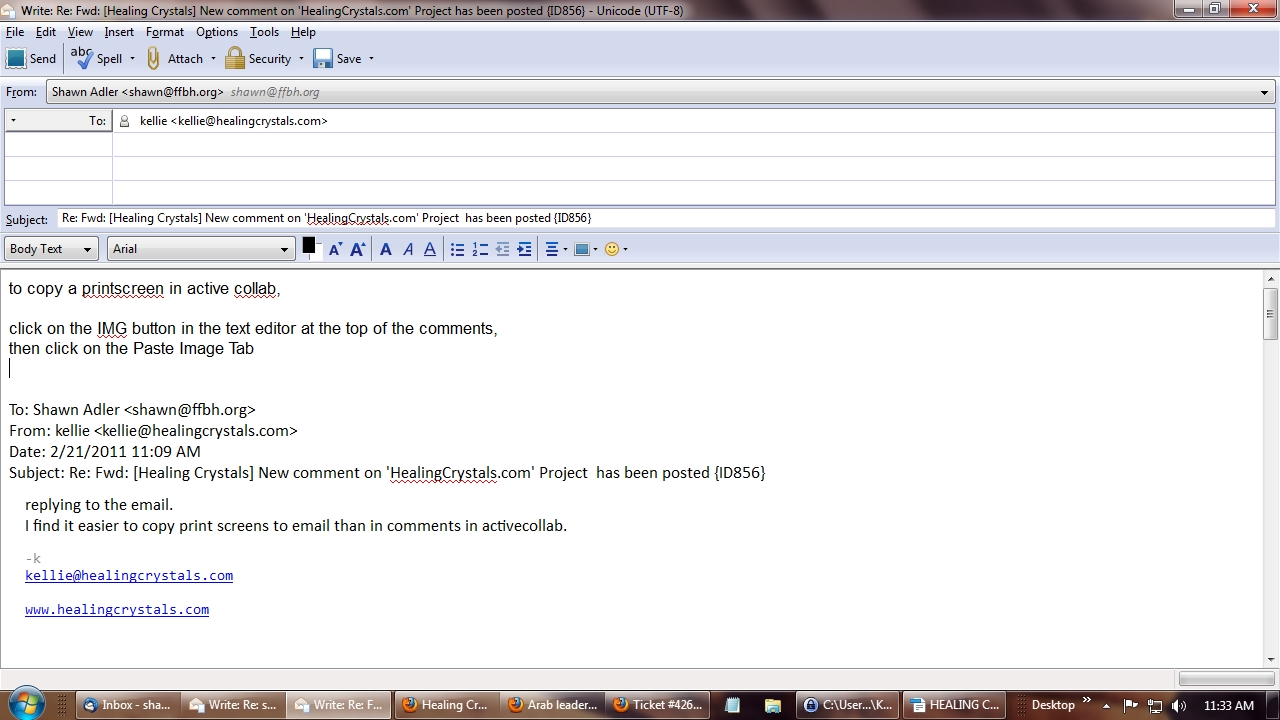 Write: Re: Fwd: [Healing Crystals] New comment on 'HealingCrystals.com' Project has been posted {ID856} - Unicode (UTF-8)
File Edit View Insert Format Options Tools Help
Send abc Spell Attach Security Save
From: Shawn Adler <shawn@ffbh.org> shawn@ffbh.org
To: kellie <kellie@healingcrystals.com>
Subject: Re: Fwd: [Healing Crystals] New comment on 'HealingCrystals.com' Project has been posted {ID856}
Body Text Arial A A A A A
to copy a printscreen in active collab,
click on the IMG button in the text editor at the top of the comments,
then click on the Paste Image Tab
To: Shawn Adler <shawn@ffbh.org>
From: kellie <kellie@healingcrystals.com>
Date: 2/21/2011 11:09 AM
Subject: Re: Fwd: [Healing Crystals] New comment on 'HealingCrystals.com' Project has been posted {ID856}
replying to the email.
I find it easier to copy print screens to email than in comments in activecollab.
-k
kellie@healingcrystals.com
www.healingcrystals.com
Inbox - sha... Write: Re: s... Write: Re: F... Healing Cr... Arab leader... Ticket #426... C:\User...\K... HEALING C... Desktop » 11:33 AM